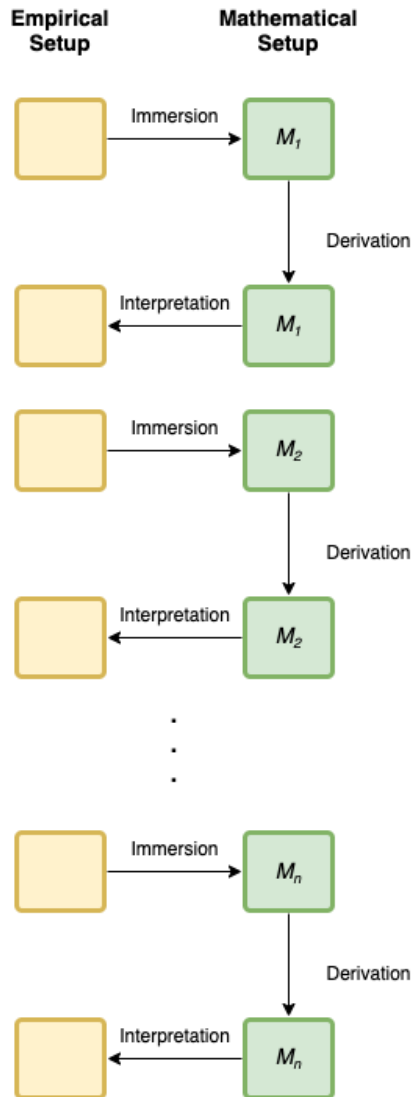 Empirical Setup
Mathematical Setup
Immersion
M₁
Derivation
Interpretation
M₁
Immersion
M₂
Derivation
Interpretation
M₂
.
.
.
Immersion
Mₙ
Derivation
Interpretation
Mₙ